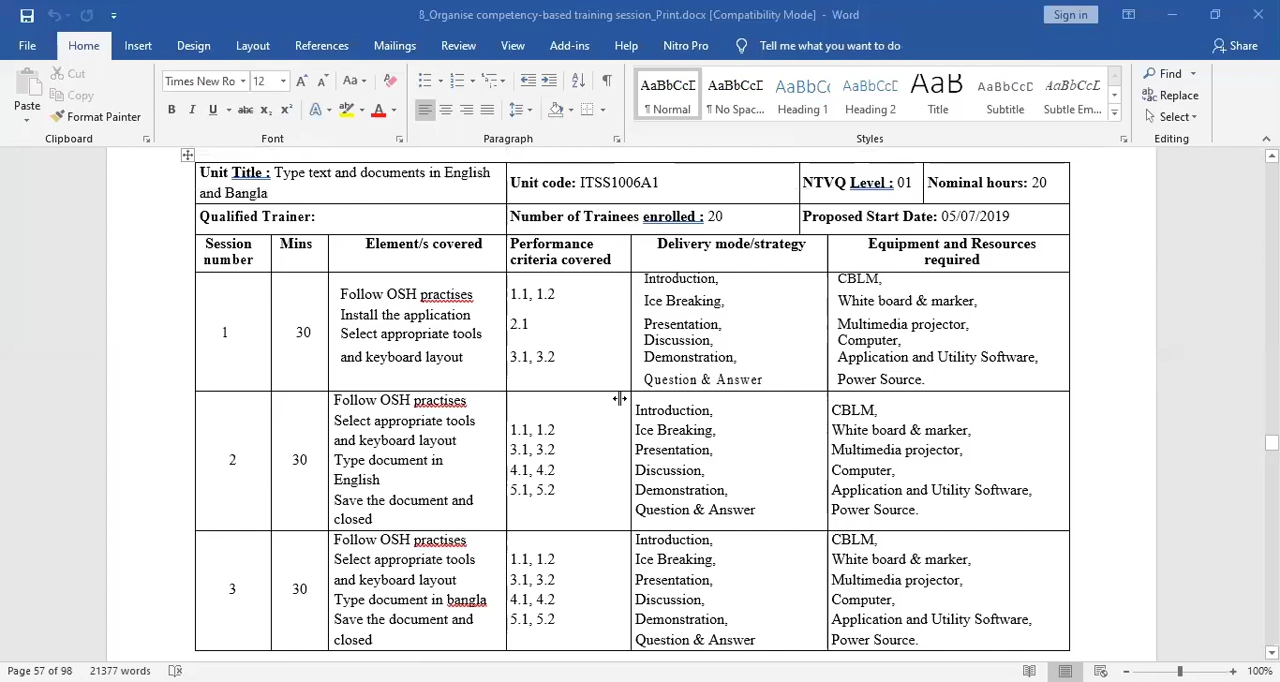 8_Organise competency-based training session_Print.docx [Compatibility Mode] - Word
Sign in
File Home Insert Design Layout References Mailings Review View Add-ins Help Nitro Pro Tell me what you want to do Share
Paste
Cut
Copy
Format Painter
Clipboard
Times New Ro 12
Aa
B I U abc x₂ x²
A ab A
Font
Paragraph
AaBbCcI AaBbCcI AaBbCc AaBbCcI AaB AaBbCcD AaBbCcD
¶ Normal ¶ No Spac... Heading 1 Heading 2 Title Subtitle Subtle Em...
Styles
Find
Replace
Select
Editing
Unit Title : Type text and documents in English
and Bangla
Unit code: ITSS1006A1
NTVQ Level : 01
Nominal hours: 20
Qualified Trainer:
Number of Trainees enrolled : 20
Proposed Start Date: 05/07/2019
Session
number
Mins
Element/s covered
Performance
criteria covered
Delivery mode/strategy
Equipment and Resources
required
1
30
Follow OSH practises
Install the application
Select appropriate tools
and keyboard layout
1.1, 1.2
2.1
3.1, 3.2
Introduction,
Ice Breaking,
Presentation,
Discussion,
Demonstration,
Question & Answer
CBLM,
White board & marker,
Multimedia projector,
Computer,
Application and Utility Software,
Power Source.
2
30
Follow OSH practises
Select appropriate tools
and keyboard layout
Type document in
English
Save the document and
closed
1.1, 1.2
3.1, 3.2
4.1, 4.2
5.1, 5.2
Introduction,
Ice Breaking,
Presentation,
Discussion,
Demonstration,
Question & Answer
CBLM,
White board & marker,
Multimedia projector,
Computer,
Application and Utility Software,
Power Source.
3
30
Follow OSH practises
Select appropriate tools
and keyboard layout
Type document in bangla
Save the document and
closed
1.1, 1.2
3.1, 3.2
4.1, 4.2
5.1, 5.2
Introduction,
Ice Breaking,
Presentation,
Discussion,
Demonstration,
Question & Answer
CBLM,
White board & marker,
Multimedia projector,
Computer,
Application and Utility Software,
Power Source.
Page 57 of 98 21377 words
100%